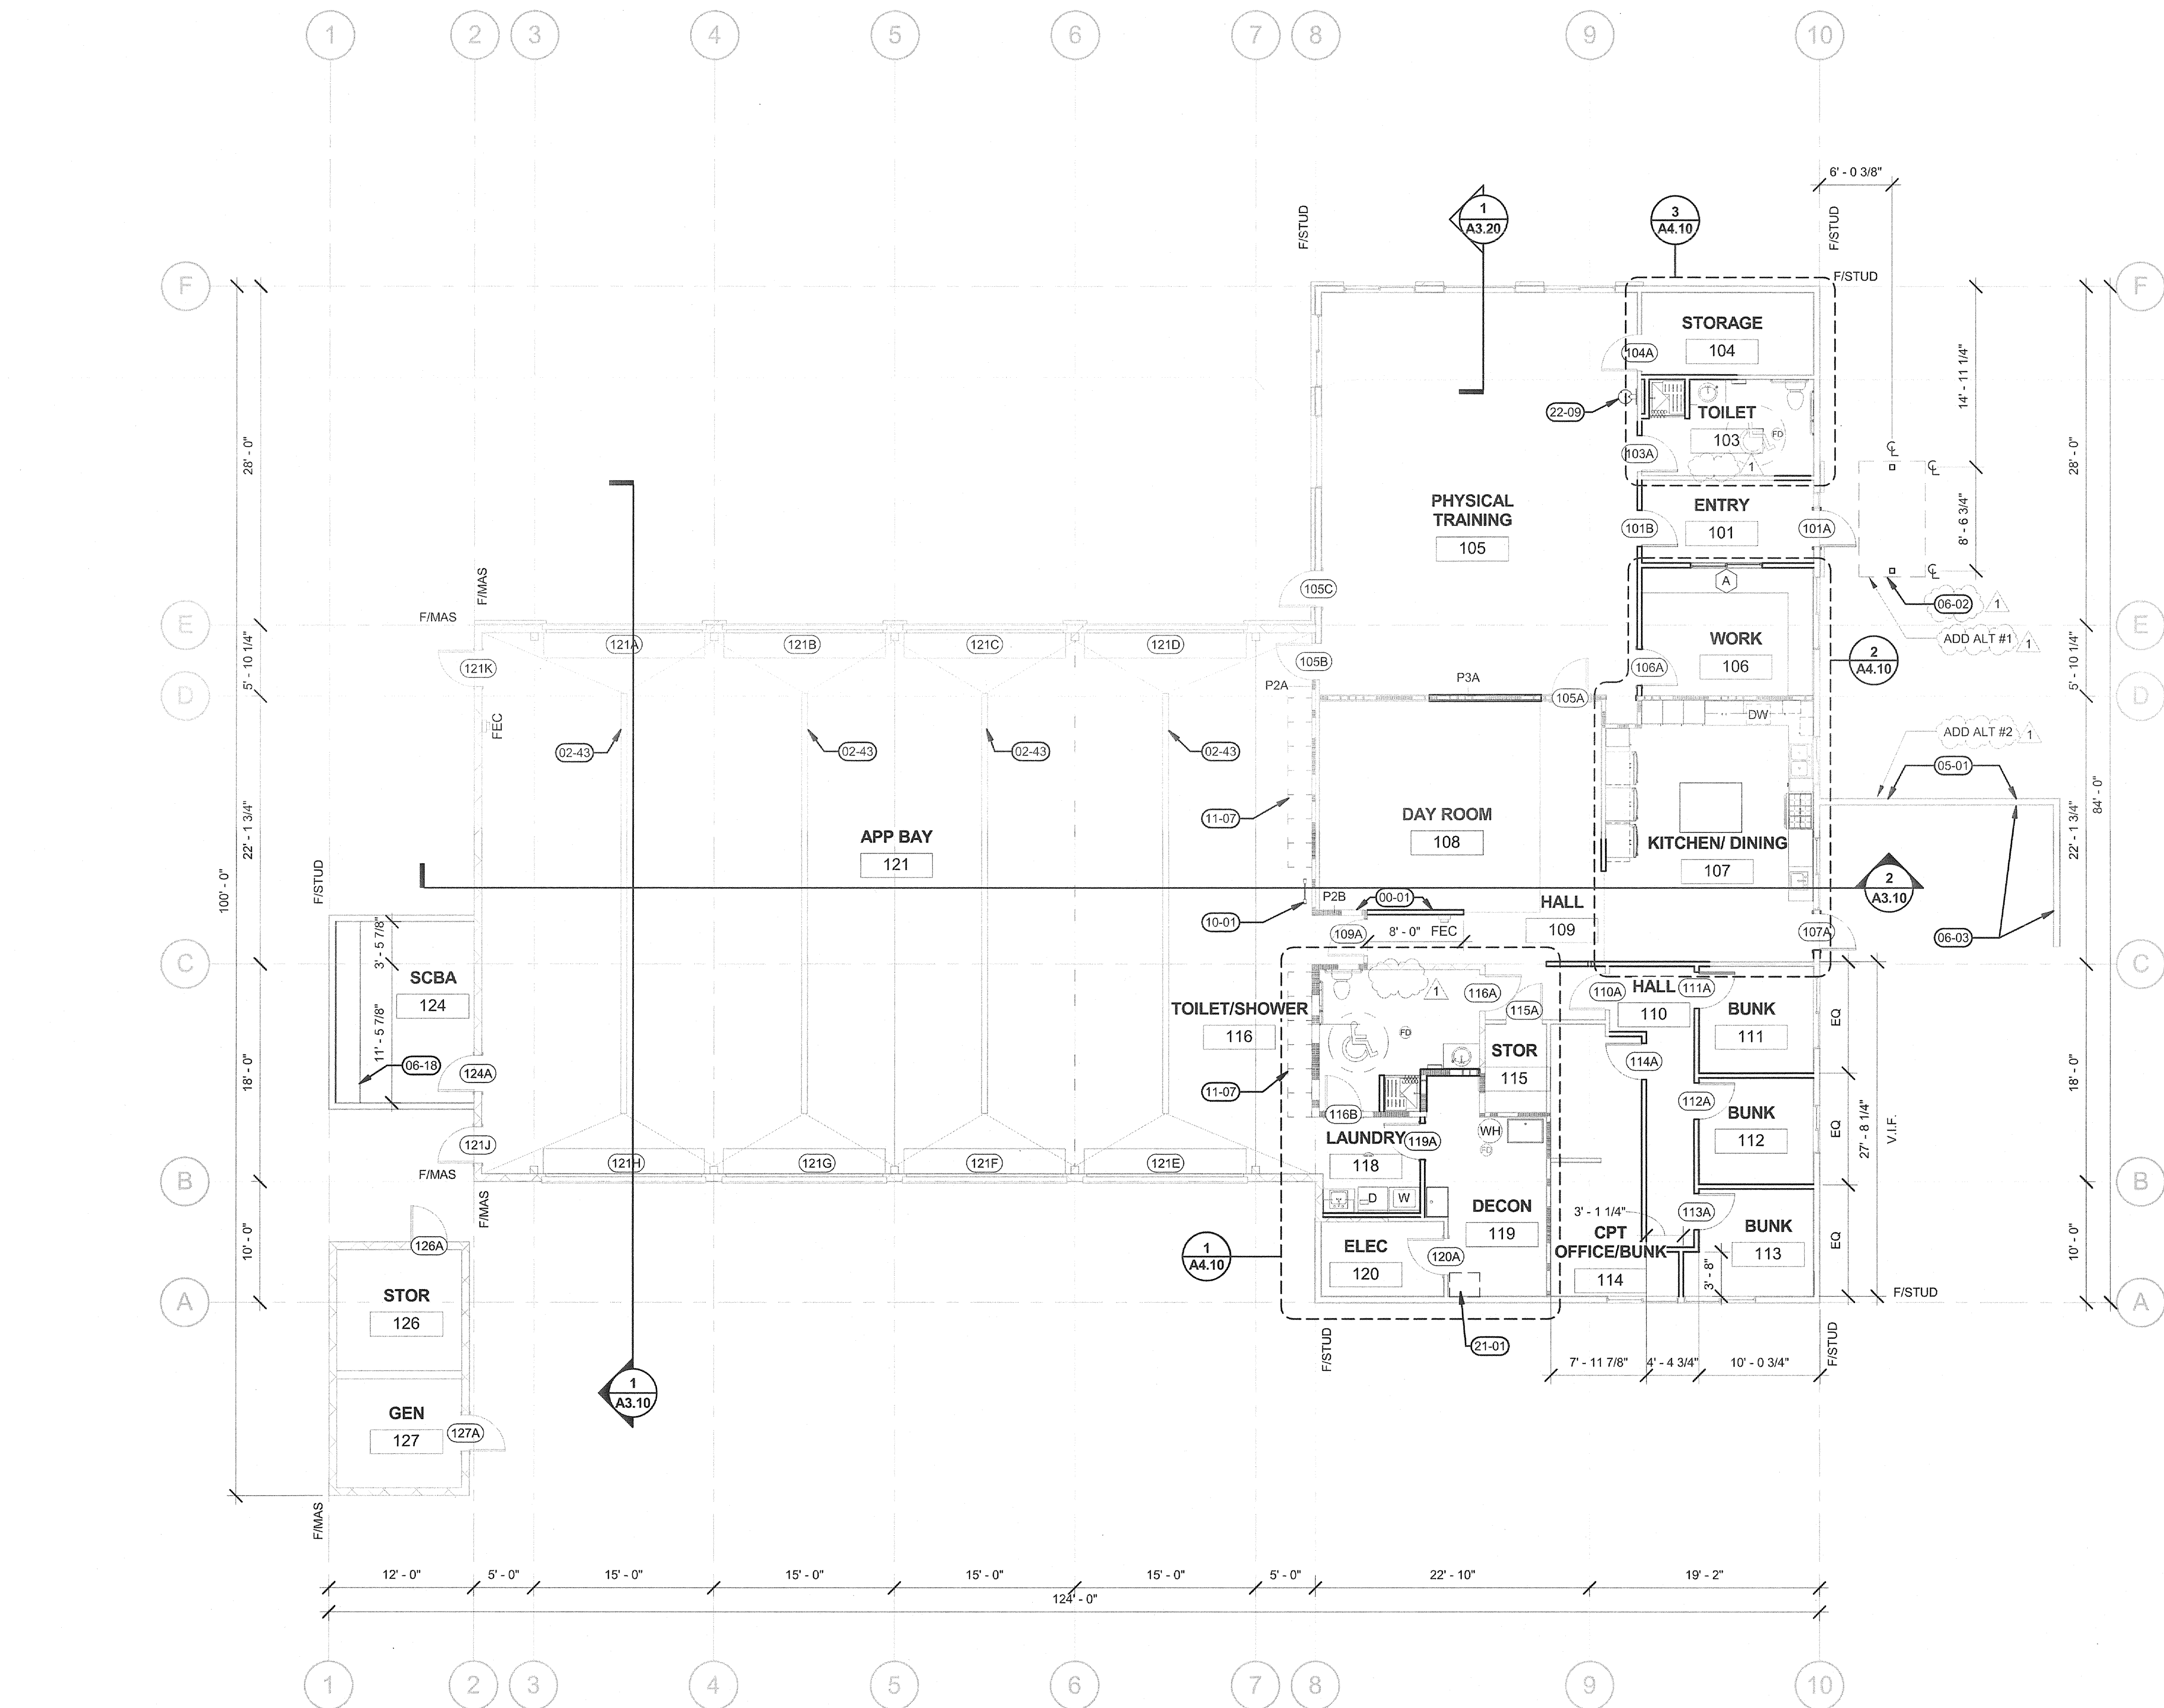 1 2 3 4 5 6 7 8 9 10
6' - 0 3/8"
1
A3.20
3
A4.10
F/STUD
F/STUD
F/STUD
F
F
STORAGE
104
104A
14' - 11 1/4"
28' - 0"
28' - 0"
22-09
TOILET
103
FD
103A
1
PHYSICAL
TRAINING
105
ENTRY
101
101B
101A
8' - 6 3/4"
CL
CL
CL
A
105C
06-02
1
F/MAS
F/MAS
E
E
121A
121B
121C
121D
121K
105B
WORK
106
106A
ADD ALT #1
1
2
A4.10
5' - 10 1/4"
5' - 10 1/4"
P2A
P3A
105A
D
D
FEC
DW
02-43
02-43
02-43
02-43
ADD ALT #2
1
05-01
84' - 0"
11-07
22' - 1 3/4"
22' - 1 3/4"
100' - 0"
APP BAY
121
DAY ROOM
108
KITCHEN/ DINING
107
F/STUD
2
A3.10
P2B
00-01
HALL
109
10-01
109A
8' - 0"
FEC
107A
06-03
3' - 5 7/8"
C
C
SCBA
124
11' - 5 7/8"
06-18
124A
TOILET/SHOWER
116
1
FD
116A
115A
110A
HALL
110
111A
BUNK
111
EQ
18' - 0"
18' - 0"
STOR
115
114A
11-07
116B
112A
BUNK
112
EQ
27' - 8 1/4"
V.I.F.
121J
LAUNDRY
118
119A
WH
FD
F/MAS
121H
121G
121F
121E
B
B
F/MAS
D
W
DECON
119
3' - 1 1/4"
113A
BUNK
113
EQ
10' - 0"
10' - 0"
126A
1
A4.10
ELEC
120
120A
CPT
OFFICE/BUNK
114
3' - 8"
F/STUD
A
A
STOR
126
21-01
F/STUD
F/STUD
7' - 11 7/8"
4' - 4 3/4"
10' - 0 3/4"
1
A3.10
GEN
127
127A
F/MAS
12' - 0"
5' - 0"
15' - 0"
15' - 0"
15' - 0"
15' - 0"
5' - 0"
22' - 10"
19' - 2"
124' - 0"
1 2 3 4 5 6 7 8 9 10